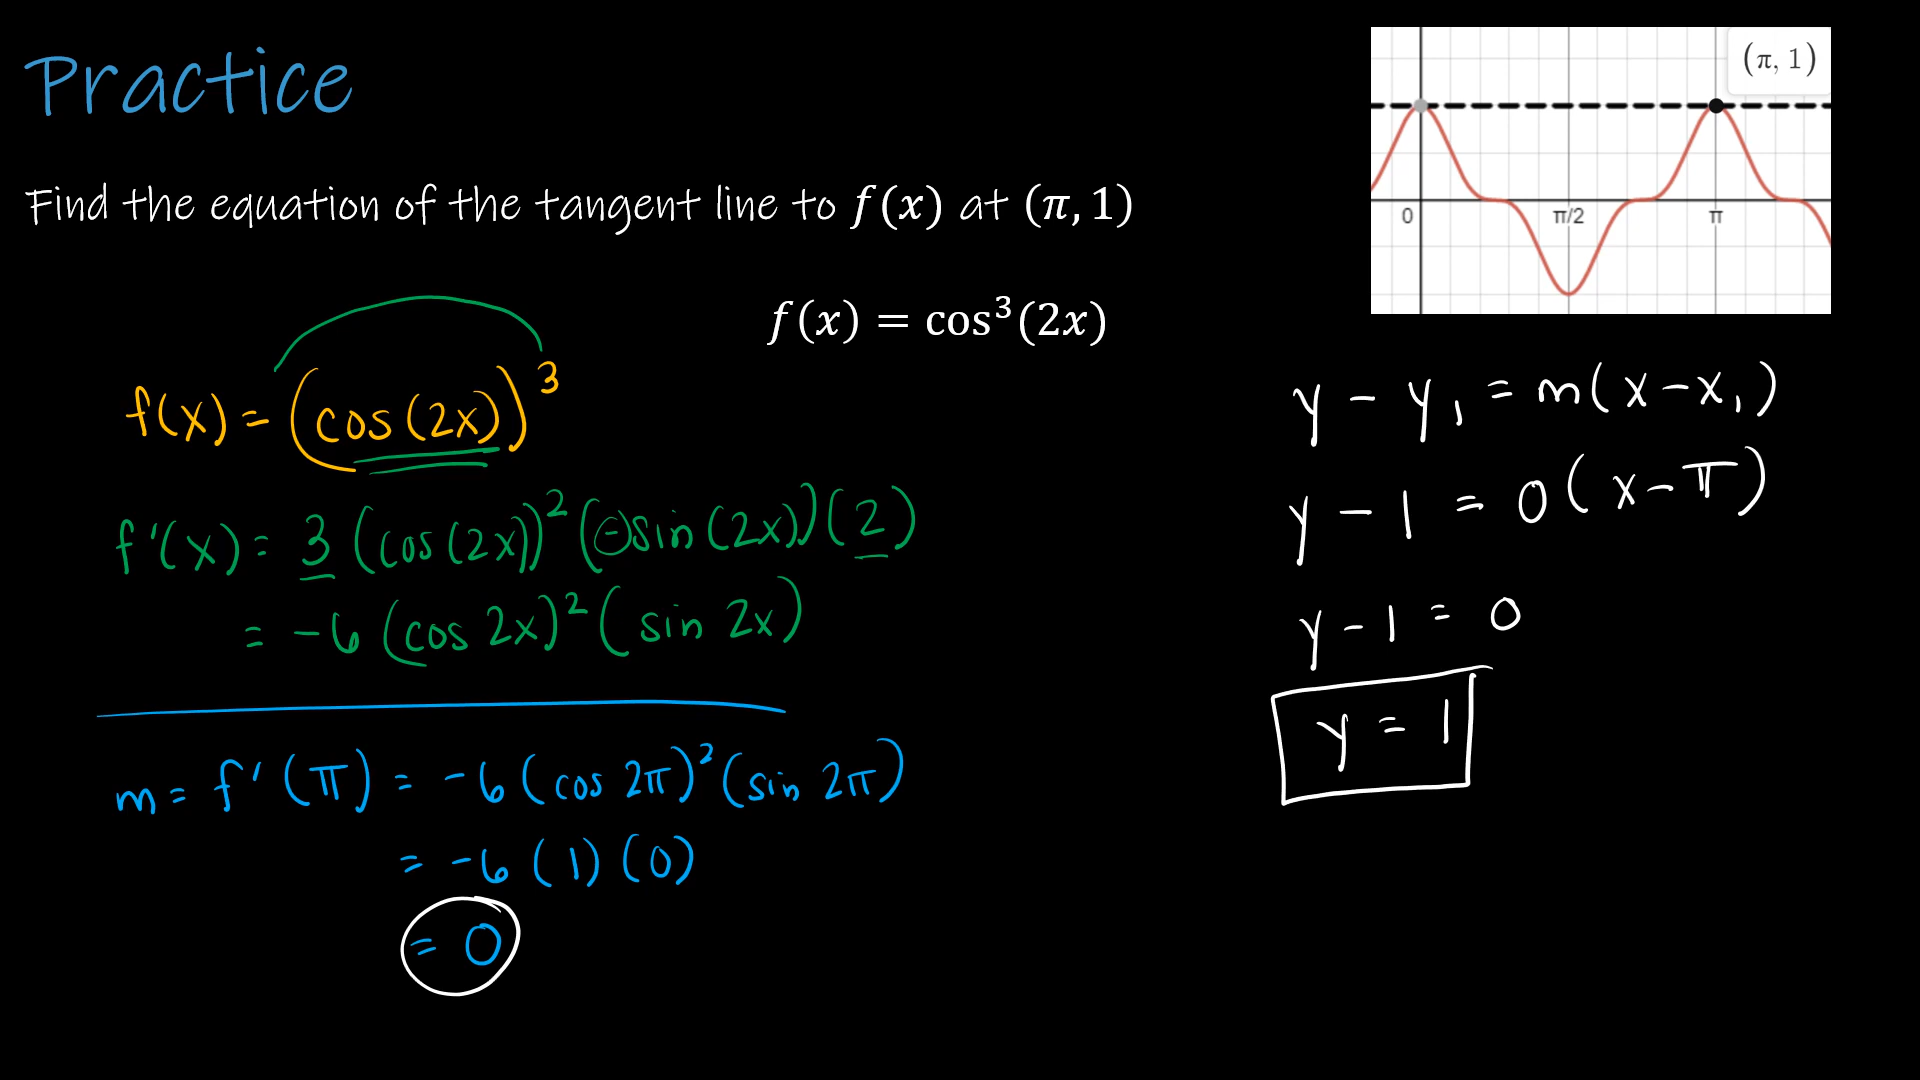 Practice
Find the equation of the tangent line to f(x) at (π, 1)
f(x) = cos³(2x)
f(x) = (cos(2x))³
f'(x) = 3(cos(2x))²(-sin(2x))(2)
= -6(cos 2x)²(sin 2x)
m = f'(π) = -6(cos 2π)²(sin 2π)
= -6(1)(0)
= 0
(π, 1)
0 π/2 π
y - y₁ = m(x - x₁)
y - 1 = 0(x - π)
y - 1 = 0
y = 1